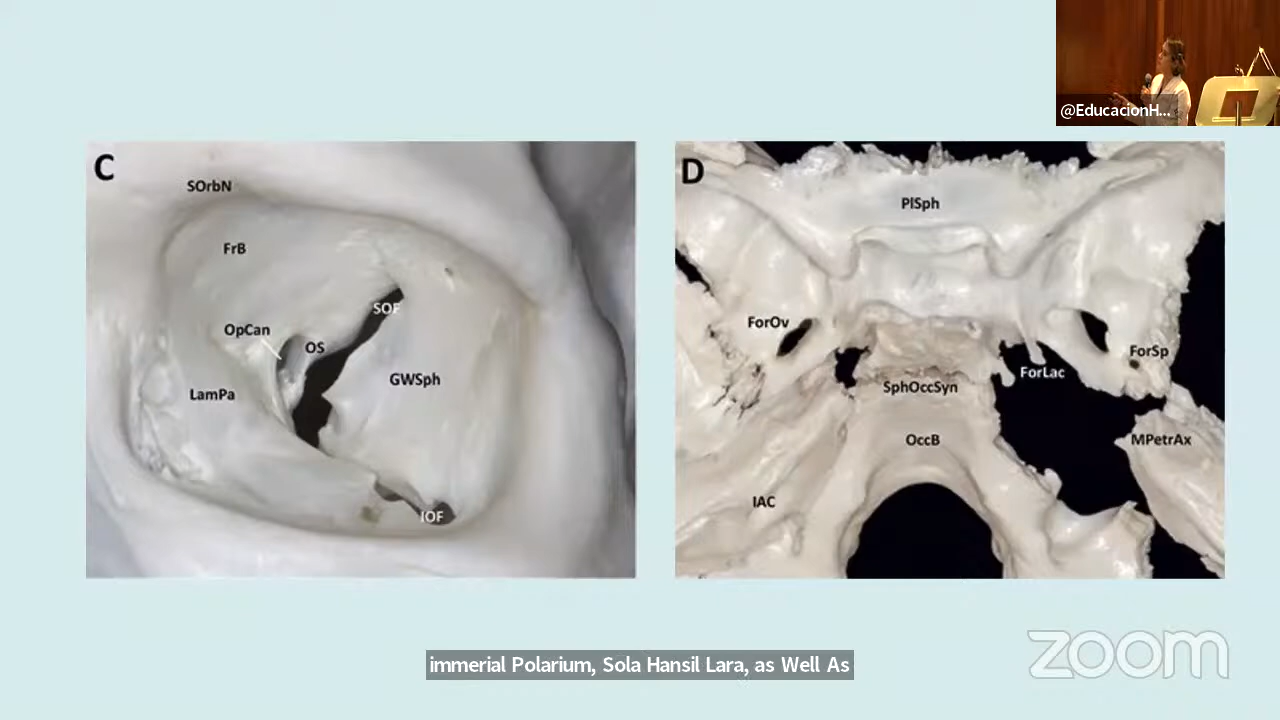 @EducacionH...
C
SOrbN
FrB
SOF
OpCan
OS
GWSph
LamPa
IOF
D
PlSph
ForOv
ForSp
ForLac
SphOccSyn
OccB
MPetrAx
IAC
immerial Polarium, Sola Hansil Lara, as Well As
zoom